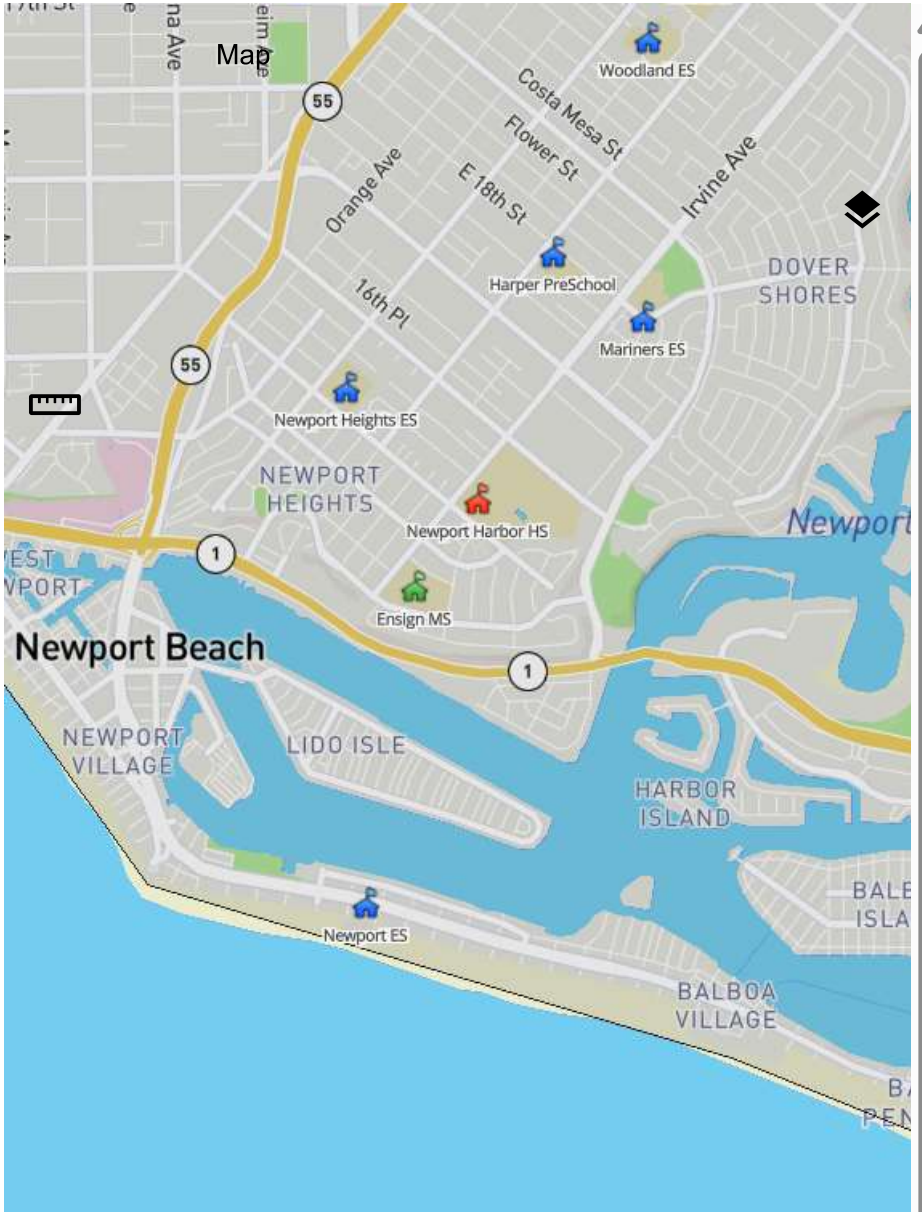 Map
55
Woodland ES
Costa Mesa St
Flower St
E 18th St
Irvine Ave
Orange Ave
Harper PreSchool
DOVER
SHORES
16th Pl
Mariners ES
55
Newport Heights ES
NEWPORT
HEIGHTS
Newport Harbor HS
Newport
1
Ensign MS
Newport Beach
1
NEWPORT
VILLAGE
LIDO ISLE
HARBOR
ISLAND
Newport ES
BALBOA
VILLAGE